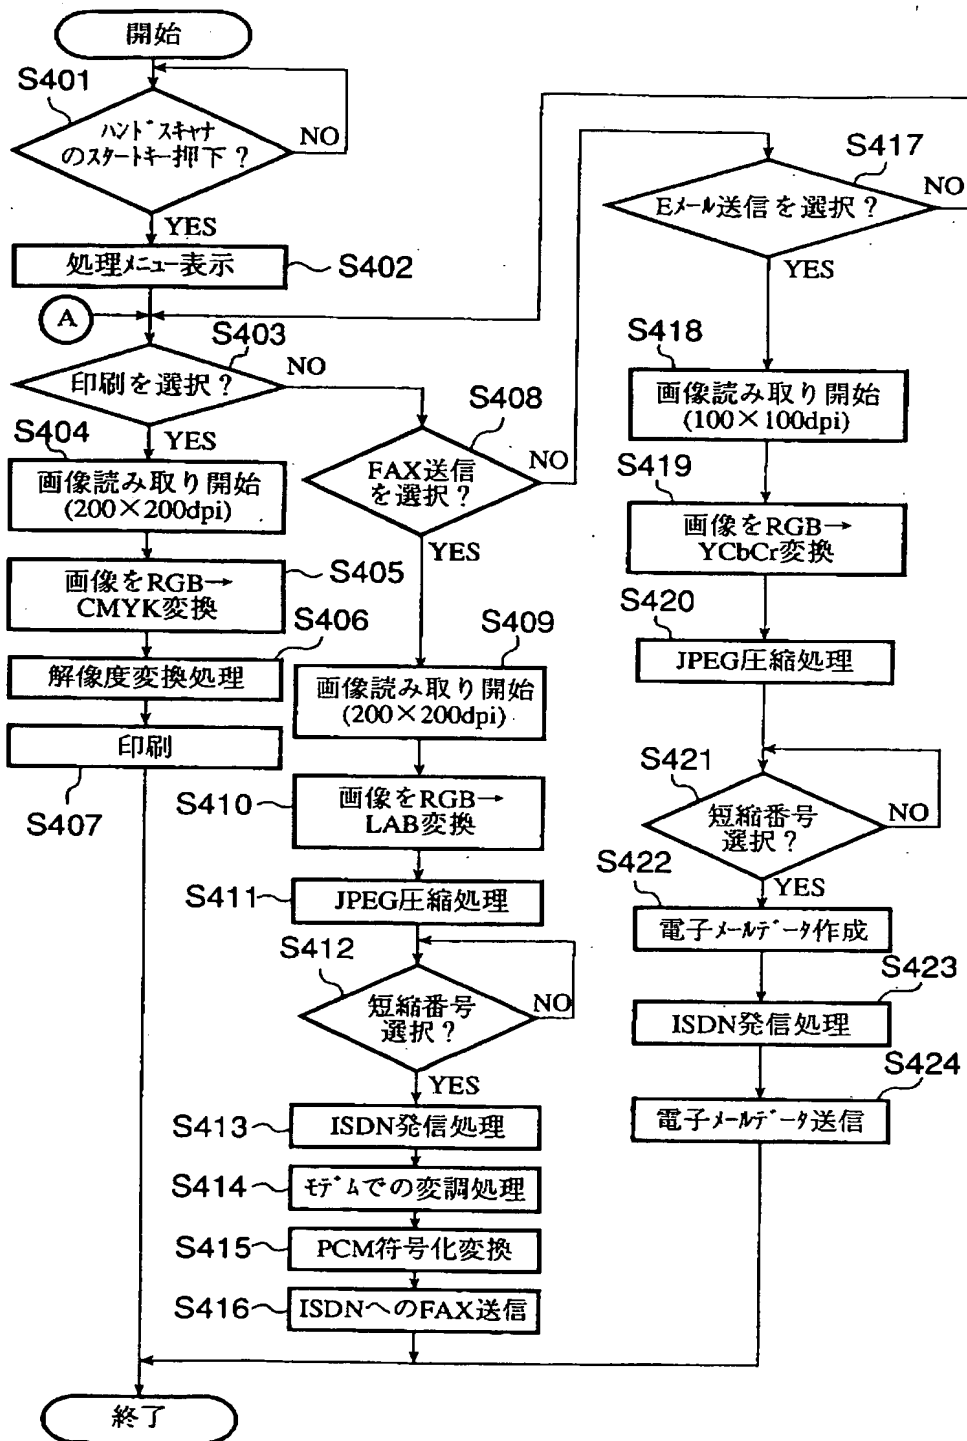 開始
S401
ハンドスキャナ
のスタートキー押下？
NO
YES
処理メニュー表示
S402
A
S403
印刷を選択？
NO
YES
S404
画像読み取り開始
(200×200dpi)
画像をRGB→
CMYK変換
S405
S406
解像度変換処理
印刷
S407
S408
FAX送信
を選択？
NO
YES
S409
画像読み取り開始
(200×200dpi)
S410
画像をRGB→
LAB変換
S411
JPEG圧縮処理
S412
短縮番号
選択？
NO
YES
S413
ISDN発信処理
S414
モデムでの変調処理
S415
PCM符号化変換
S416
ISDNへのFAX送信
S417
Eメール送信を選択？
NO
YES
S418
画像読み取り開始
(100×100dpi)
S419
画像をRGB→
YCbCr変換
S420
JPEG圧縮処理
S421
短縮番号
選択？
NO
YES
S422
電子メールデータ作成
S423
ISDN発信処理
S424
電子メールデータ送信
終了